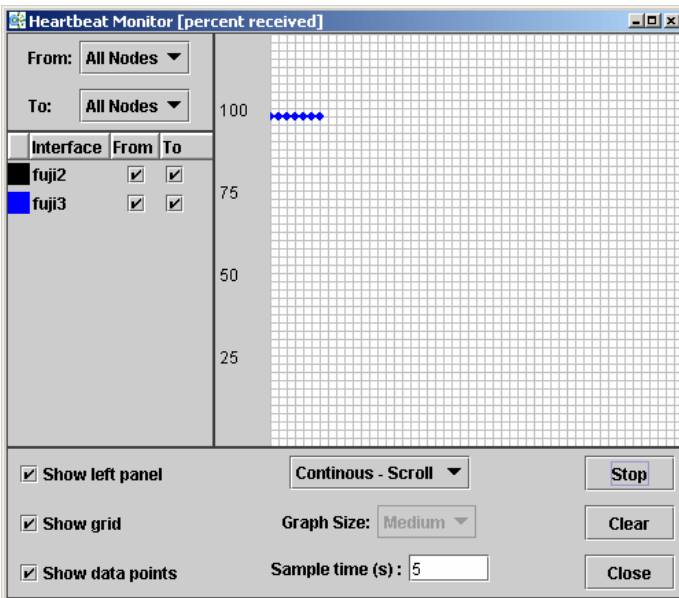 Heartbeat Monitor [percent received]
From: All Nodes
To: All Nodes
Interface From To
fuji2
fuji3
100
75
50
25
Show left panel
Continous - Scroll
Stop
Show grid
Graph Size: Medium
Clear
Show data points
Sample time (s) : 5
Close